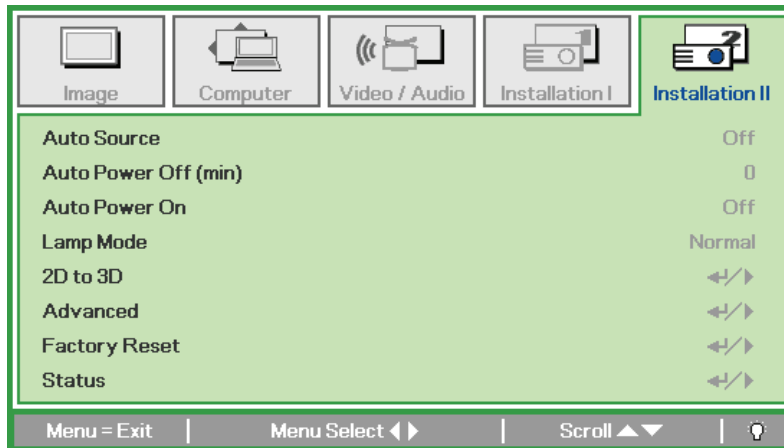 Image Computer Video / Audio Installation I Installation II
Auto Source Off
Auto Power Off (min) 0
Auto Power On Off
Lamp Mode Normal
2D to 3D
Advanced
Factory Reset
Status
Menu = Exit Menu Select Scroll